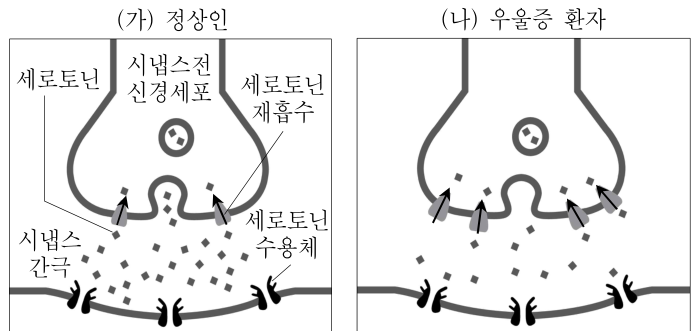 (가) 정상인
(나) 우울증 환자
세로토닌
시냅스전
신경세포
세로토닌
재흡수
시냅스
간극
세로토닌
수용체